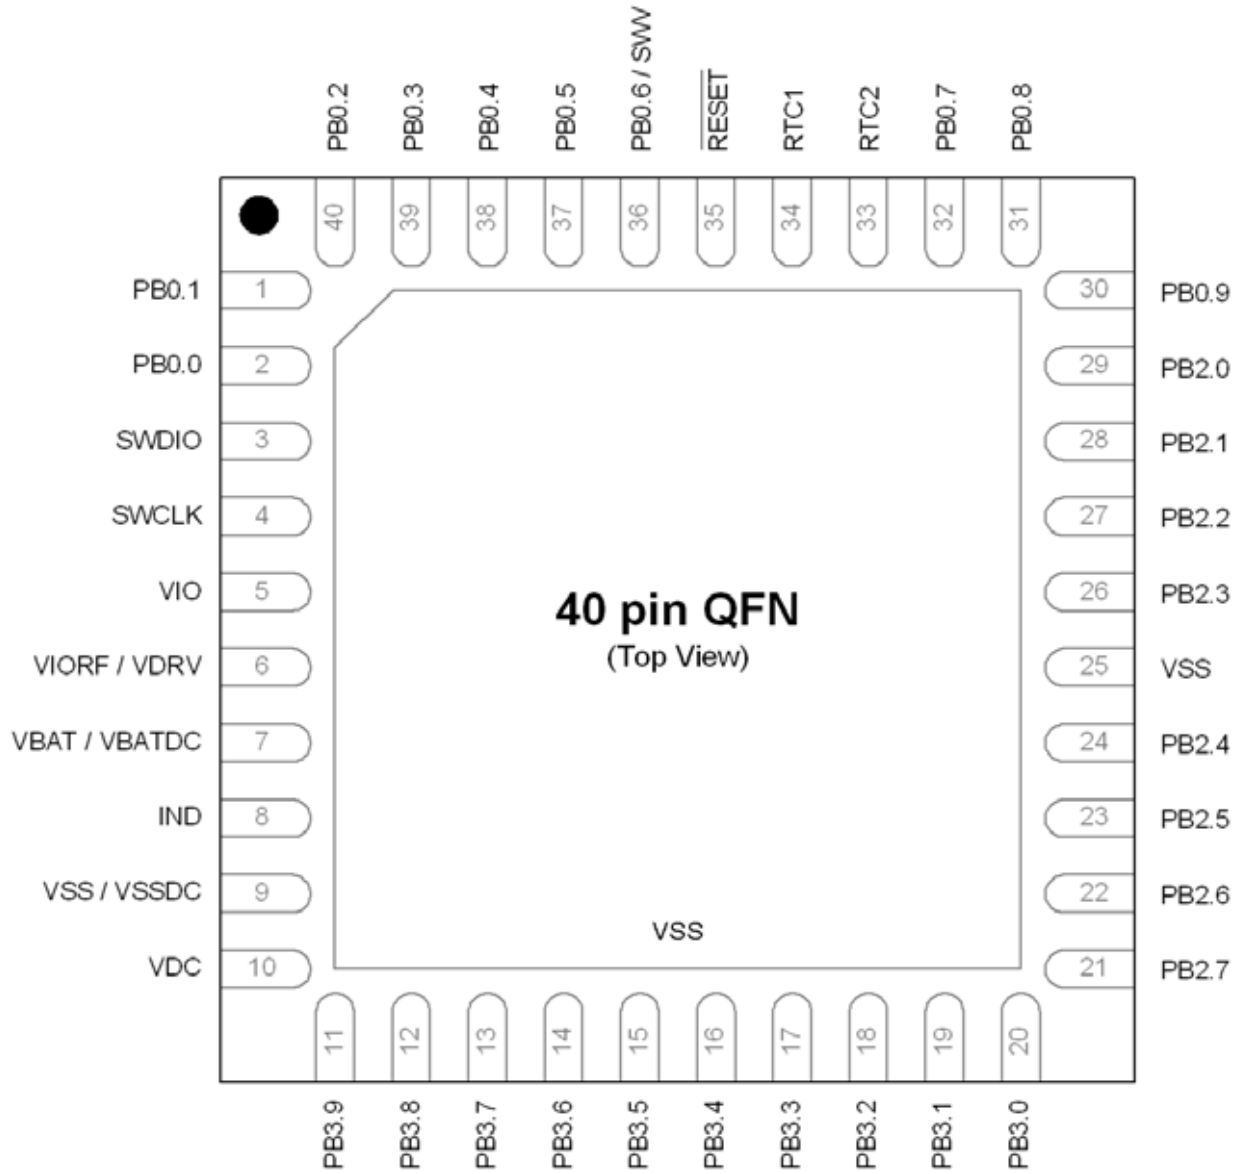 PB0.2
PB0.3
PB0.4
PB0.5
PB0.6 / SWV
RESET
RTC1
RTC2
PB0.7
PB0.8
40
39
38
37
36
35
34
33
32
31
PB0.1 1
30 PB0.9
PB0.0 2
29 PB2.0
SWDIO 3
28 PB2.1
SWCLK 4
27 PB2.2
VIO 5
26 PB2.3
40 pin QFN
(Top View)
VIORF / VDRV 6
25 VSS
VBAT / VBATDC 7
24 PB2.4
IND 8
23 PB2.5
VSS / VSSDC 9
22 PB2.6
VSS
VDC 10
21 PB2.7
11
12
13
14
15
16
17
18
19
20
PB3.9
PB3.8
PB3.7
PB3.6
PB3.5
PB3.4
PB3.3
PB3.2
PB3.1
PB3.0